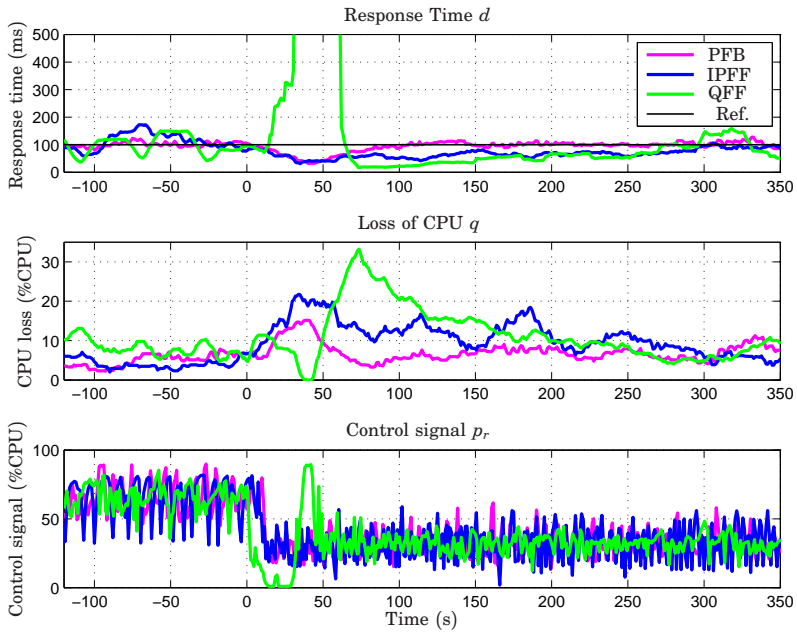 Response Time d
Response time (ms)
500
400
300
200
100
0
PFB
IPFF
QFF
Ref.
−100 −50 0 50 100 150 200 250 300 350
Loss of CPU q
CPU loss (%CPU)
30
20
10
0
−100 −50 0 50 100 150 200 250 300 350
Control signal pr
Control signal (%CPU)
100
50
0
−100 −50 0 50 100 150 200 250 300 350
Time (s)